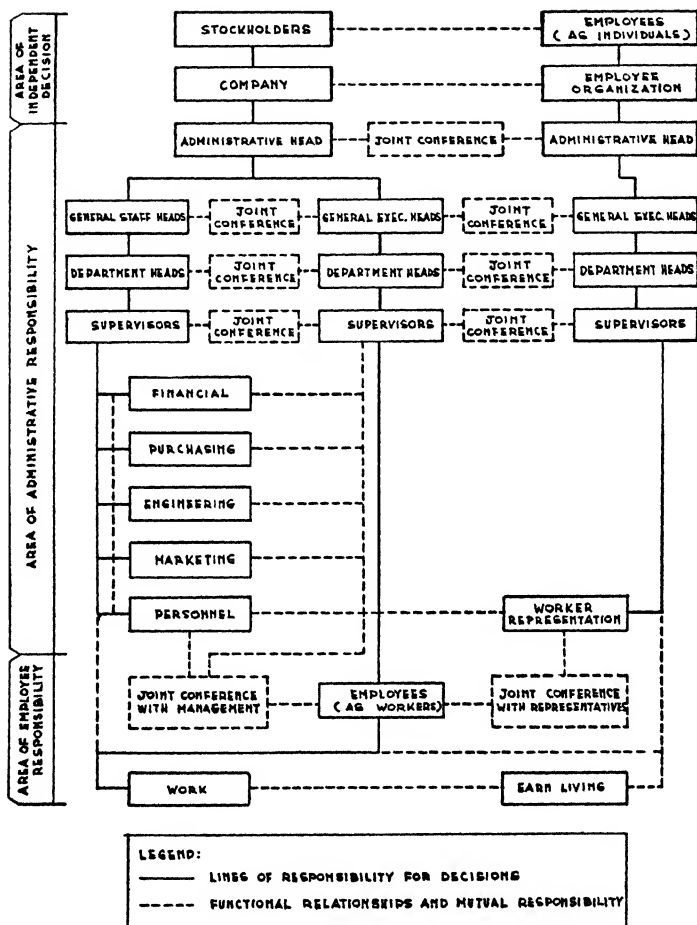 AREA OF
INDEPENDENT
DECISION
STOCKHOLDERS
EMPLOYEES
(AS INDIVIDUALS)
COMPANY
EMPLOYEE
ORGANIZATION
AREA OF ADMINISTRATIVE RESPONSIBILITY
ADMINISTRATIVE HEAD
JOINT CONFERENCE
ADMINISTRATIVE HEAD
GENERAL STAFF HEADS
JOINT
CONFERENCE
GENERAL EXEC. HEADS
JOINT
CONFERENCE
GENERAL EXEC. HEADS
DEPARTMENT HEADS
JOINT
CONFERENCE
DEPARTMENT HEADS
JOINT
CONFERENCE
DEPARTMENT HEADS
SUPERVISORS
JOINT
CONFERENCE
SUPERVISORS
JOINT
CONFERENCE
SUPERVISORS
FINANCIAL
PURCHASING
ENGINEERING
MARKETING
PERSONNEL
WORKER
REPRESENTATION
AREA OF EMPLOYEE
RESPONSIBILITY
JOINT CONFERENCE
WITH MANAGEMENT
EMPLOYEES
(AS WORKERS)
JOINT CONFERENCE
WITH REPRESENTATIVES
WORK
EARN LIVING
LEGEND:
LINES OF RESPONSIBILITY FOR DECISIONS
FUNCTIONAL RELATIONSHIPS AND MUTUAL RESPONSIBILITY